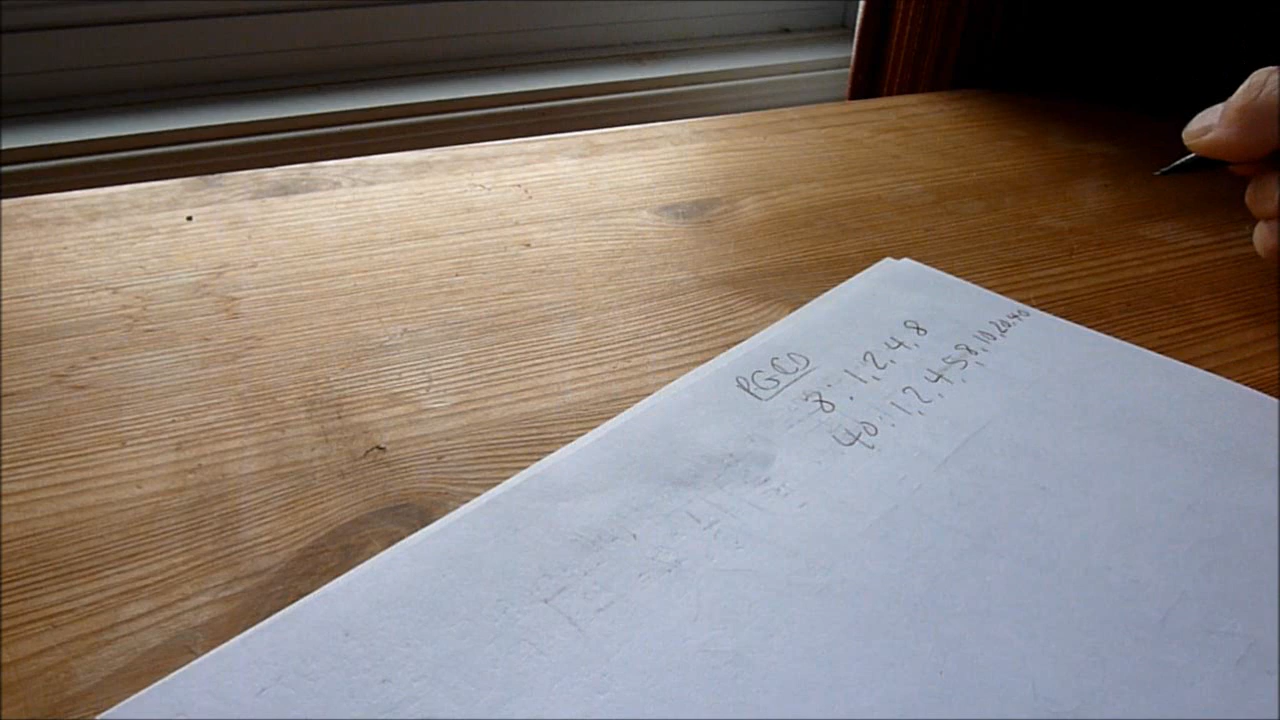 PGCD
8 : 1, 2, 4, 8
40 : 1, 2, 4, 5, 8, 10, 20, 40